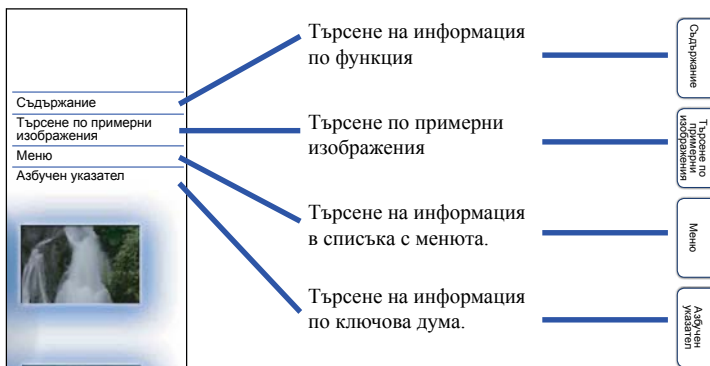 Съдържание
Търсене по примерни
изображения
Меню
Азбучен указател
Търсене на информация
по функция
Търсене по примерни
изображения
Търсене на информация
в списъка с менюта.
Търсене на информация
по ключова дума.
Съдържание
Търсене по
примерни
изображения
Меню
Азбучен
указател